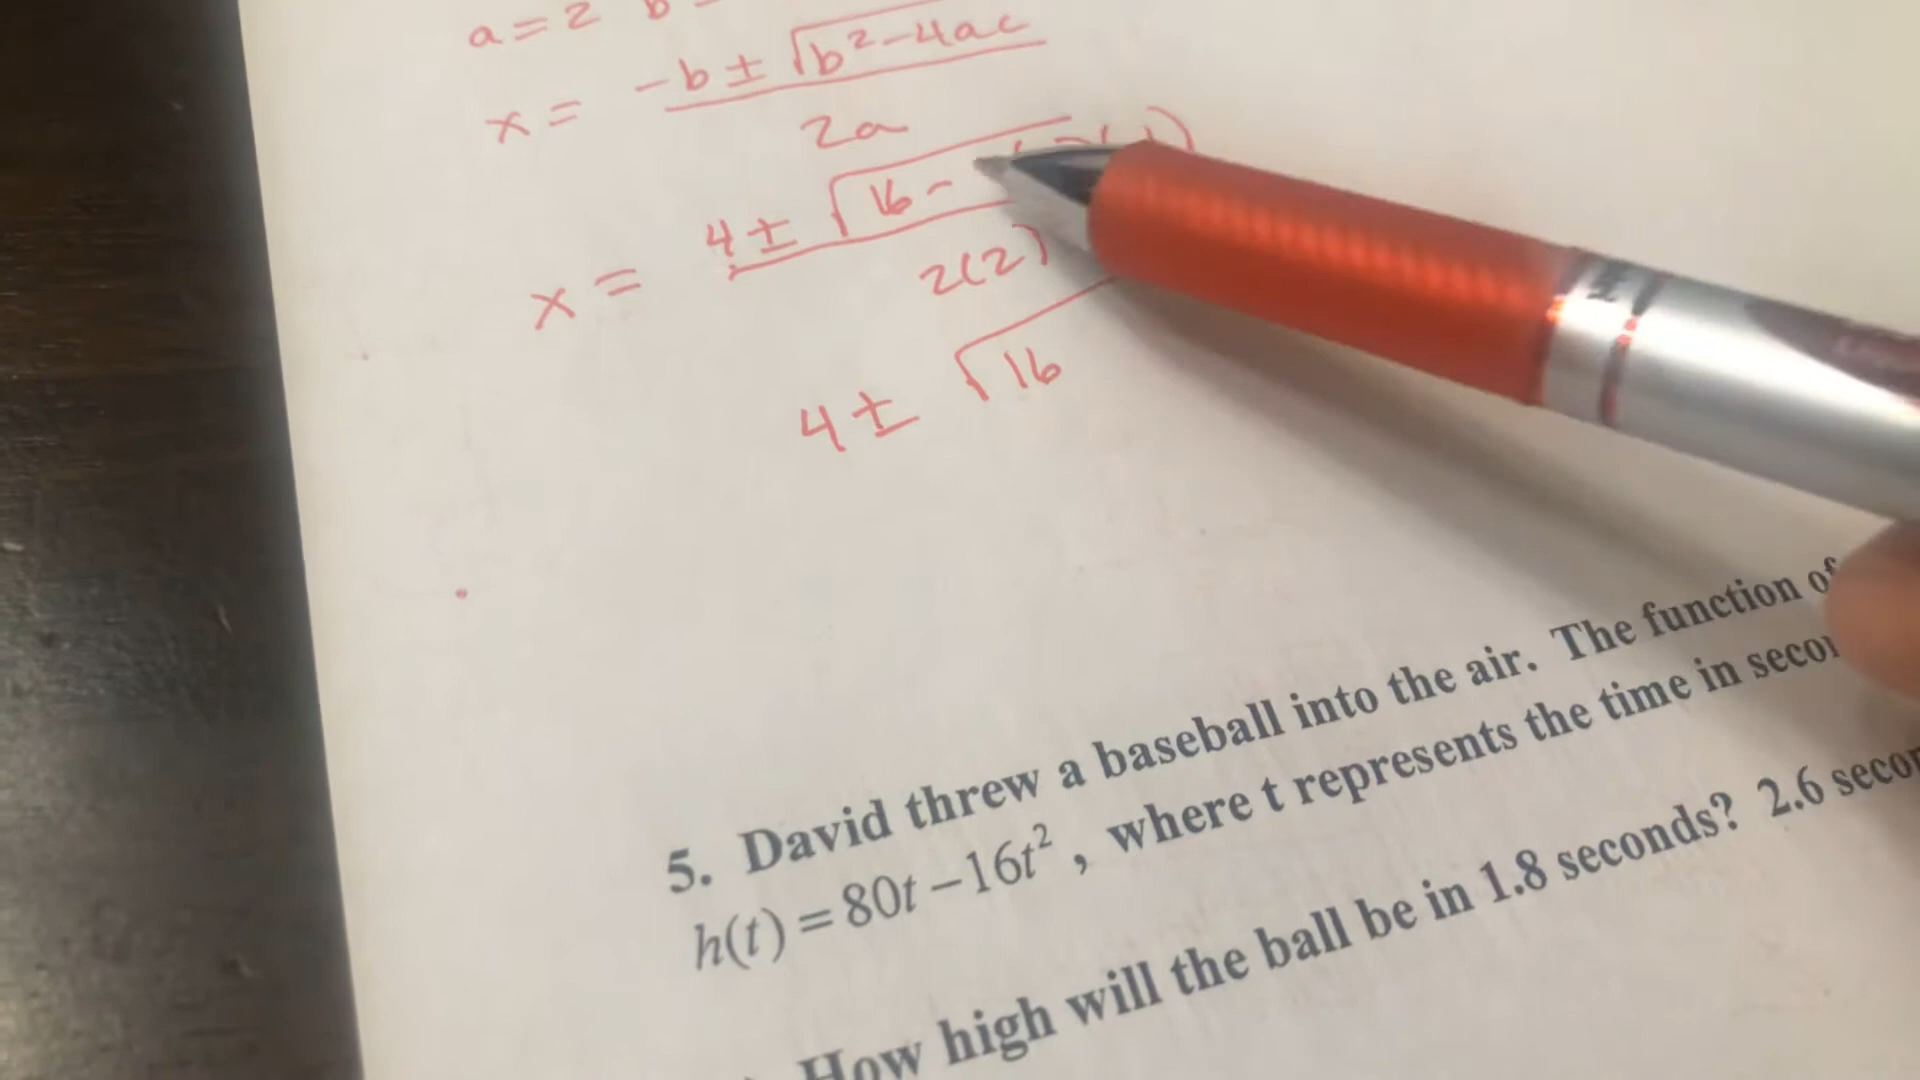 a = 2 b
x = -b ± √b²-4ac
2a
x = 4 ± √16 -
2(2)
4 ± √16
5. David threw a baseball into the air. The function of
h(t) = 80t −16t² , where t represents the time in
How high will the ball be in 1.8 seconds? 2.6